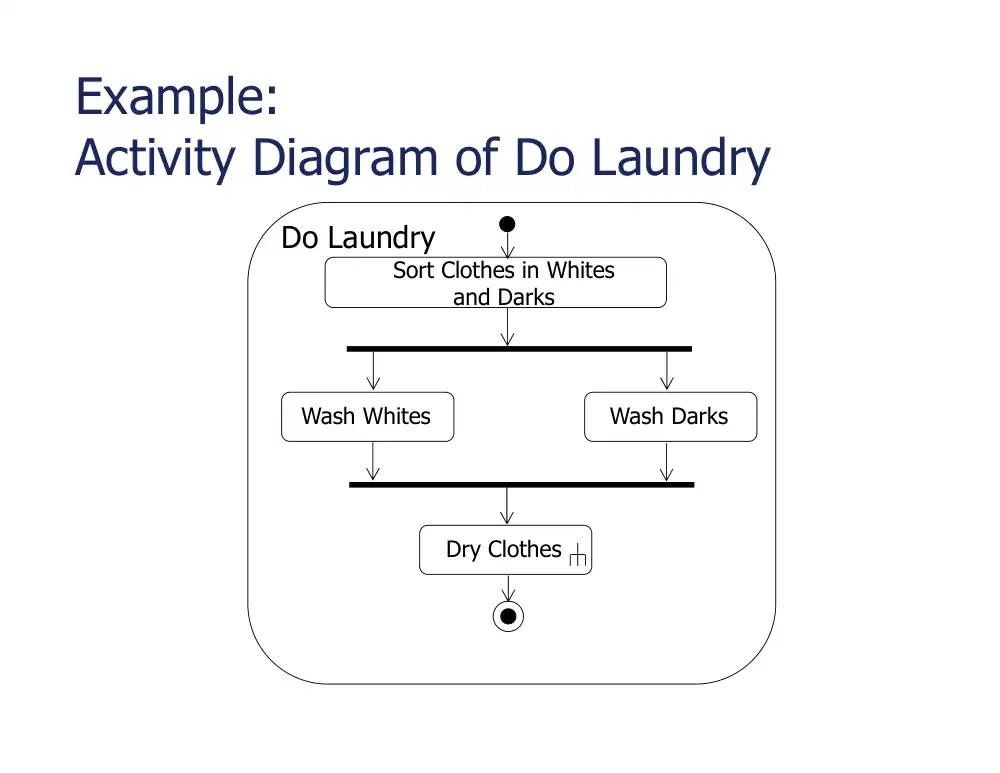 Example:
Activity Diagram of Do Laundry
Do Laundry
Sort Clothes in Whites
and Darks
Wash Whites
Wash Darks
Dry Clothes